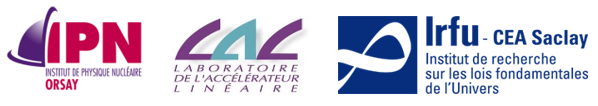 IPN
INSTITUT DE PHYSIQUE NUCLÉAIRE
ORSAY
LAL
LABORATOIRE
DE L'ACCÉLÉRATEUR
LINÉAIRE
Irfu - CEA Saclay
Institut de recherche
sur les lois fondamentales
de l'Univers